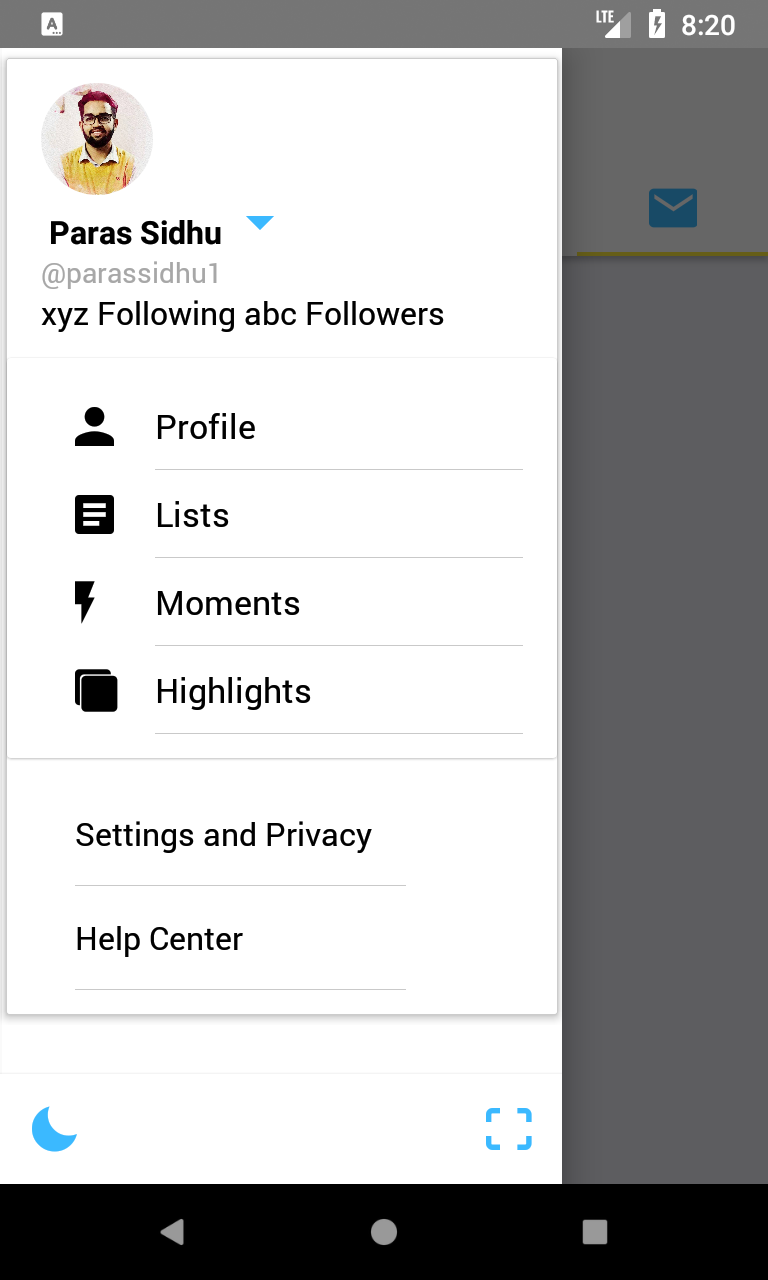 A
LTE
8:20
Paras Sidhu
@parassidhu1
xyz Following abc Followers
Profile
Lists
Moments
Highlights
Settings and Privacy
Help Center